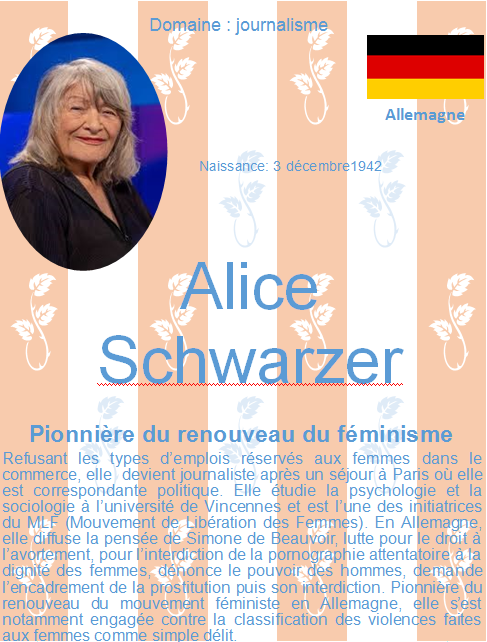 Domaine : journalisme
Allemagne
Naissance: 3 décembre1942
Alice
Schwarzer
Pionnière du renouveau du féminisme
Refusant les types d'emplois réservés aux femmes dans le
commerce, elle devient journaliste après un séjour à Paris où elle
est correspondante politique. Elle étudie la psychologie et la
sociologie à l'université de Vincennes et est l'une des initiatrices
du MLF (Mouvement de Libération des Femmes). En Allemagne,
elle diffuse la pensée de Simone de Beauvoir, lutte pour le droit à
l'avortement, pour l'interdiction de la pornographie attentatoire à la
dignité des femmes, dénonce le pouvoir des hommes, demande
l'encadrement de la prostitution puis son interdiction. Pionnière du
renouveau du mouvement féministe en Allemagne, elle s'est
notamment engagée contre la classification des violences faites
aux femmes comme simple délit.